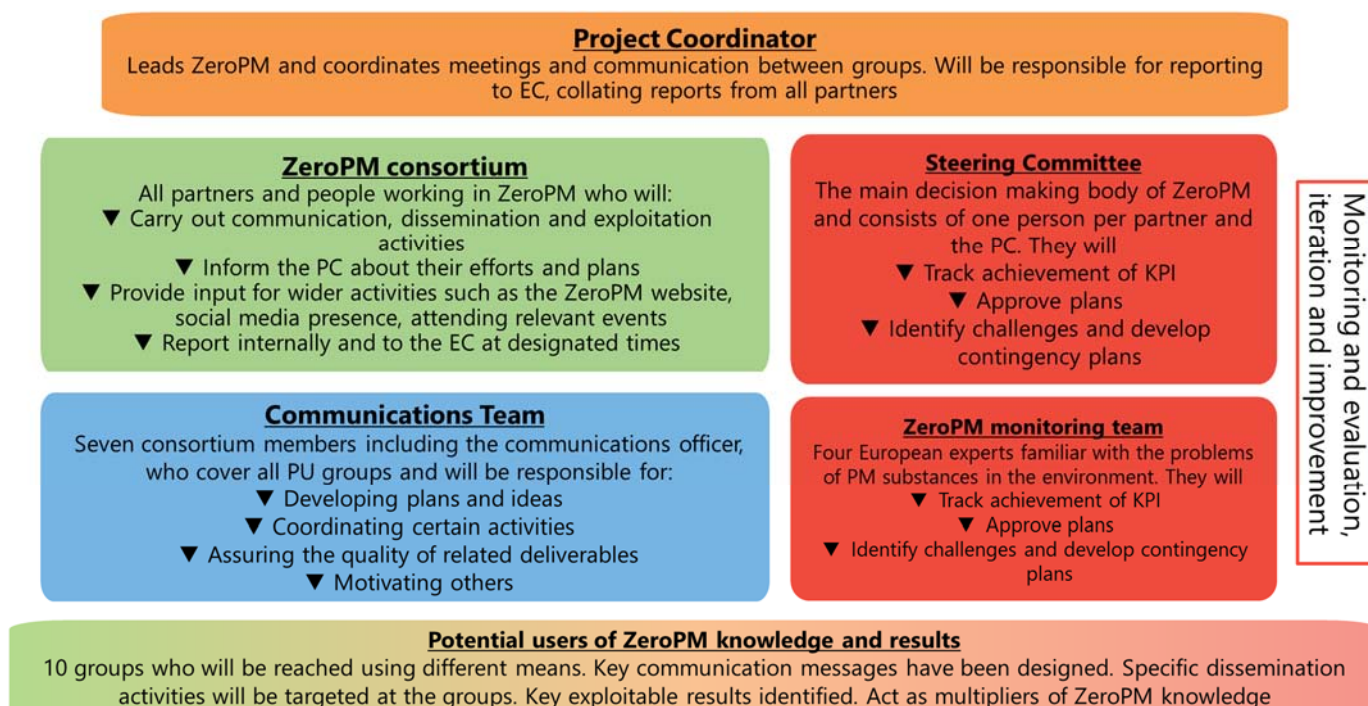 Project Coordinator
Leads ZeroPM and coordinates meetings and communication between groups. Will be responsible for reporting
to EC, collating reports from all partners
ZeroPM consortium
All partners and people working in ZeroPM who will:
▼ Carry out communication, dissemination and exploitation
activities
▼ Inform the PC about their efforts and plans
▼ Provide input for wider activities such as the ZeroPM website,
social media presence, attending relevant events
▼ Report internally and to the EC at designated times
Steering Committee
The main decision making body of ZeroPM
and consists of one person per partner and
the PC. They will
▼ Track achievement of KPI
▼ Approve plans
▼ Identify challenges and develop
contingency plans
Monitoring and evaluation,
iteration and improvement
Communications Team
Seven consortium members including the communications officer,
who cover all PU groups and will be responsible for:
▼ Developing plans and ideas
▼ Coordinating certain activities
▼ Assuring the quality of related deliverables
▼ Motivating others
ZeroPM monitoring team
Four European experts familiar with the problems
of PM substances in the environment. They will
▼ Track achievement of KPI
▼ Approve plans
▼ Identify challenges and develop contingency
plans
Potential users of ZeroPM knowledge and results
10 groups who will be reached using different means. Key communication messages have been designed. Specific dissemination
activities will be targeted at the groups. Key exploitable results identified. Act as multipliers of ZeroPM knowledge